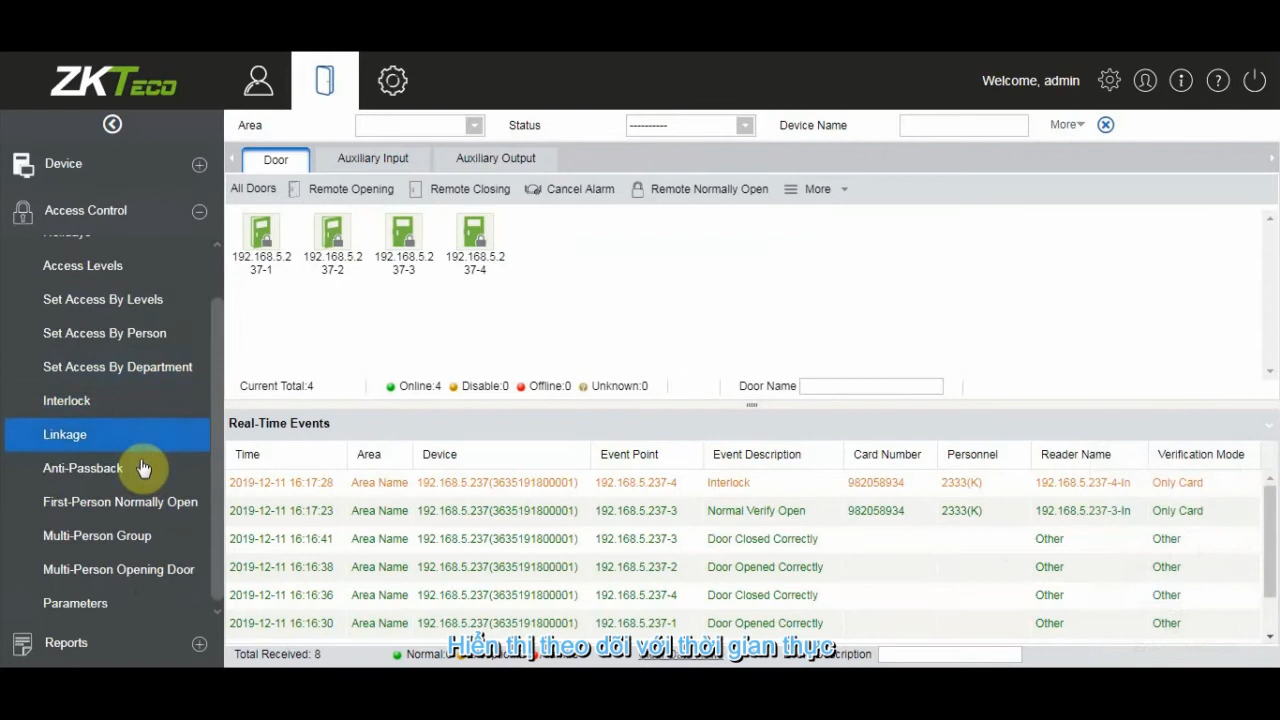 ZKTECO
Welcome, admin
Area
Status
----------
Device Name
More
Device
Access Control
Access Levels
Set Access By Levels
Set Access By Person
Set Access By Department
Interlock
Linkage
Anti-Passback
First-Person Normally Open
Multi-Person Group
Multi-Person Opening Door
Parameters
Reports
Door
Auxiliary Input
Auxiliary Output
All Doors
Remote Opening
Remote Closing
Cancel Alarm
Remote Normally Open
More
192.168.5.2
37-1
192.168.5.2
37-2
192.168.5.2
37-3
192.168.5.2
37-4
Current Total:4
Online:4
Disable:0
Offline:0
Unknown:0
Door Name
Real-Time Events
Time Area Device Event Point Event Description Card Number Personnel Reader Name Verification Mode
2019-12-11 16:17:28 Area Name 192.168.5.237(3635191800001) 192.168.5.237-4 Interlock 982058934 2333(K) 192.168.5.237-4-In Only Card
2019-12-11 16:17:23 Area Name 192.168.5.237(3635191800001) 192.168.5.237-3 Normal Verify Open 982058934 2333(K) 192.168.5.237-3-In Only Card
2019-12-11 16:16:41 Area Name 192.168.5.237(3635191800001) 192.168.5.237-3 Door Closed Correctly Other Other
2019-12-11 16:16:38 Area Name 192.168.5.237(3635191800001) 192.168.5.237-2 Door Opened Correctly Other Other
2019-12-11 16:16:36 Area Name 192.168.5.237(3635191800001) 192.168.5.237-4 Door Closed Correctly Other Other
2019-12-11 16:16:30 Area Name 192.168.5.237(3635191800001) 192.168.5.237-1 Door Opened Correctly Other Other
Hiển thị theo dõi với thời gian thực
Total Received: 8